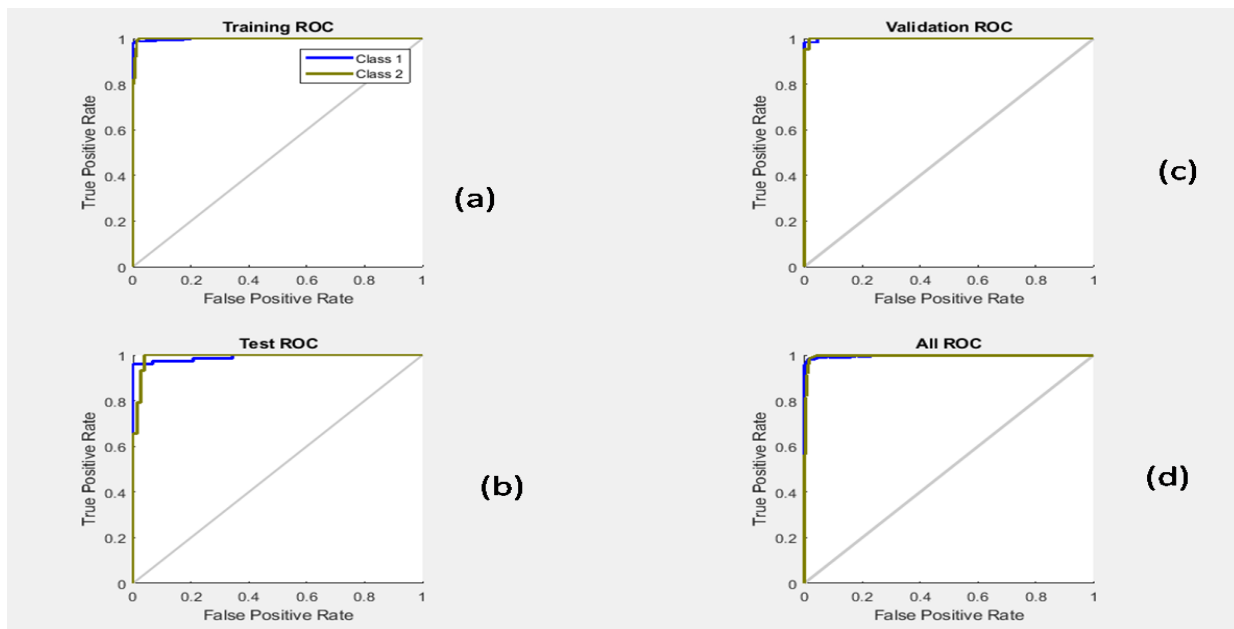 Training ROC
1
0.8
0.6
0.4
0.2
0
True Positive Rate
Class 1
Class 2
0 0.2 0.4 0.6 0.8 1
False Positive Rate
(a)
Validation ROC
1
0.8
0.6
0.4
0.2
0
True Positive Rate
0 0.2 0.4 0.6 0.8 1
False Positive Rate
(c)
Test ROC
1
0.8
0.6
0.4
0.2
0
True Positive Rate
0 0.2 0.4 0.6 0.8 1
False Positive Rate
(b)
All ROC
1
0.8
0.6
0.4
0.2
0
True Positive Rate
0 0.2 0.4 0.6 0.8 1
False Positive Rate
(d)